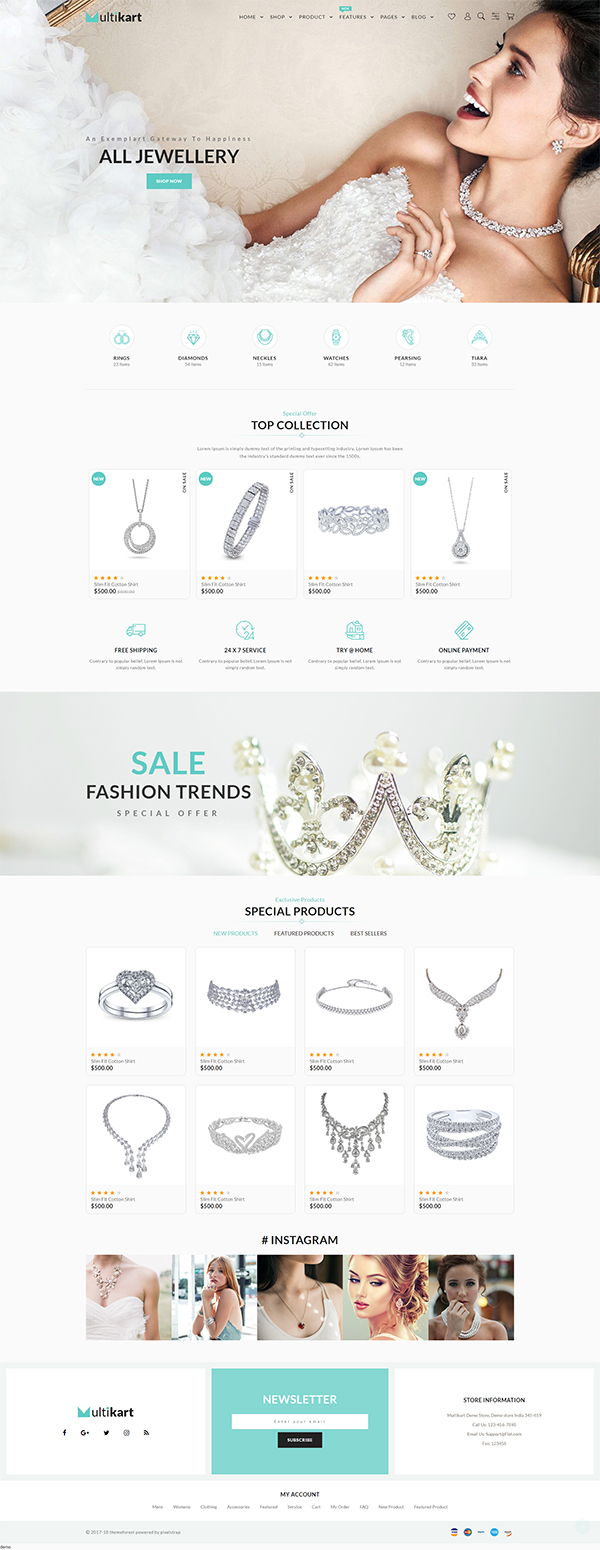 Multikart
NEW
HOME SHOP PRODUCT FEATURES PAGES BLOG
An Exemplart Gateway To Happiness
ALL JEWELLERY
SHOP NOW
RINGS DIAMONDS NECKLES WATCHES PEARSING TIARA
23 Items 54 Items 15 Items 62 Items 12 Items 33 Items
Special Offer
TOP COLLECTION
Lorem Ipsum is simply dummy text of the printing and typesetting industry. Lorem Ipsum has been
the industry's standard dummy text ever since the 1500s.
NEW ON SALE NEW ON SALE NEW ON SALE
Slim Fit Cotton Shirt Slim Fit Cotton Shirt Slim Fit Cotton Shirt Slim Fit Cotton Shirt
$500.00 $600.00 $500.00 $500.00 $500.00
FREE SHIPPING 24 X 7 SERVICE TRY @ HOME ONLINE PAYMENT
Contrary to popular belief, Lorem Ipsum is not Contrary to popular belief, Lorem Ipsum is not Contrary to popular belief, Lorem Ipsum is not Contrary to popular belief, Lorem Ipsum is not
simply random text. simply random text. simply random text. simply random text.
SALE
FASHION TRENDS
SPECIAL OFFER
Exclusive Products
SPECIAL PRODUCTS
NEW PRODUCTS FEATURED PRODUCTS BEST SELLERS
Slim Fit Cotton Shirt Slim Fit Cotton Shirt Slim Fit Cotton Shirt Slim Fit Cotton Shirt
$500.00 $500.00 $500.00 $500.00
Slim Fit Cotton Shirt Slim Fit Cotton Shirt Slim Fit Cotton Shirt Slim Fit Cotton Shirt
$500.00 $500.00 $500.00 $500.00
# INSTAGRAM
Multikart
NEWSLETTER
Enter your email
SUBSCRIBE
STORE INFORMATION
Multikart Demo Store, Demo store India 345-659
Call Us: 123-456-7898
Email Us: Support@Fiot.com
Fax: 123456
MY ACCOUNT
Mens Womens Clothing Accessories Featured Service Cart My Order FAQ New Product Featured Product
© 2017-18 themeforest powered by pixelstrap
demo